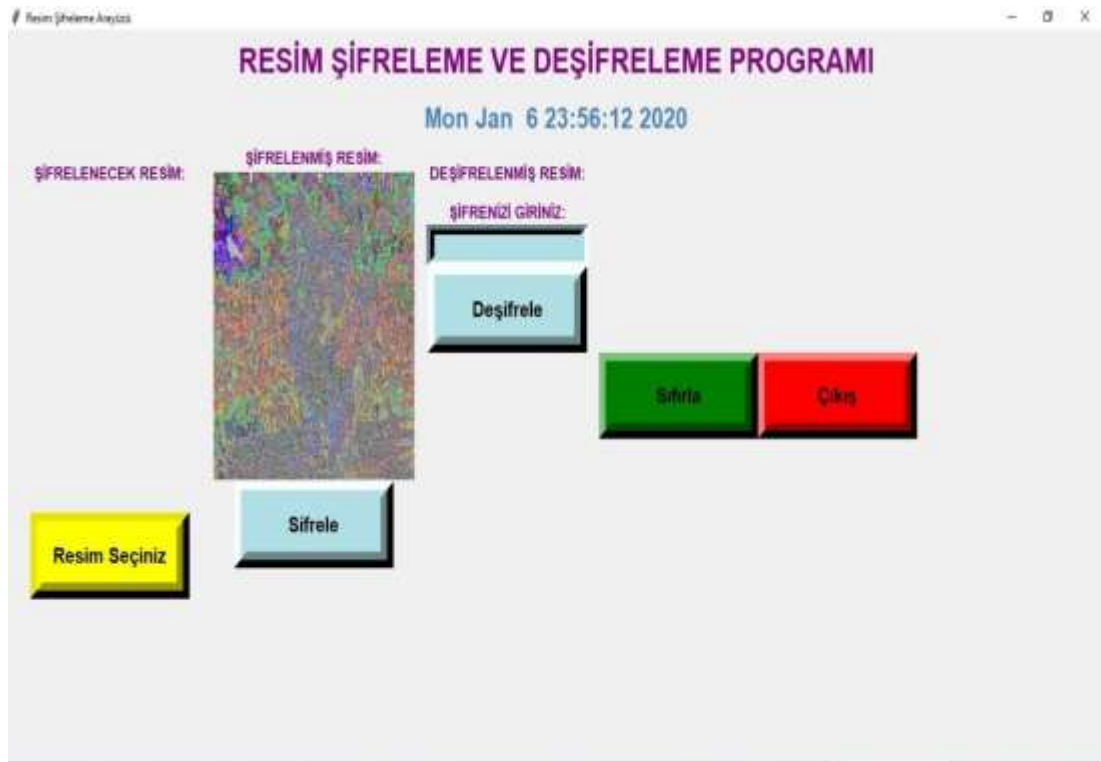 Resim Şifreleme Arayüzü
RESİM ŞİFRELEME VE DEŞİFRELEME PROGRAMI
Mon Jan 6 23:56:12 2020
ŞİFRELENECEK RESİM:
ŞİFRELENMİŞ RESİM:
DEŞİFRELENMİŞ RESİM:
ŞİFRENİZİ GİRİNİZ:
Deşifrele
Sıfırla
Çıkış
Sifrele
Resim Seçiniz